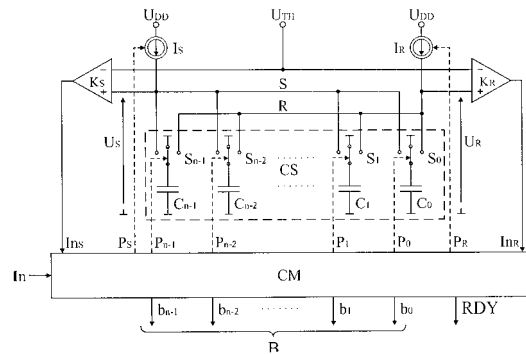 UDD UTH UDD
IS IR
KS KR
S
R
US UR
Sn-1 Sn-2 S1 S0
CS
Cn-1 Cn-2 C1 C0
InS PS Pn-1 Pn-2 P1 P0 PR InR
In CM
bn-1 bn-2 b1 b0 RDY
B